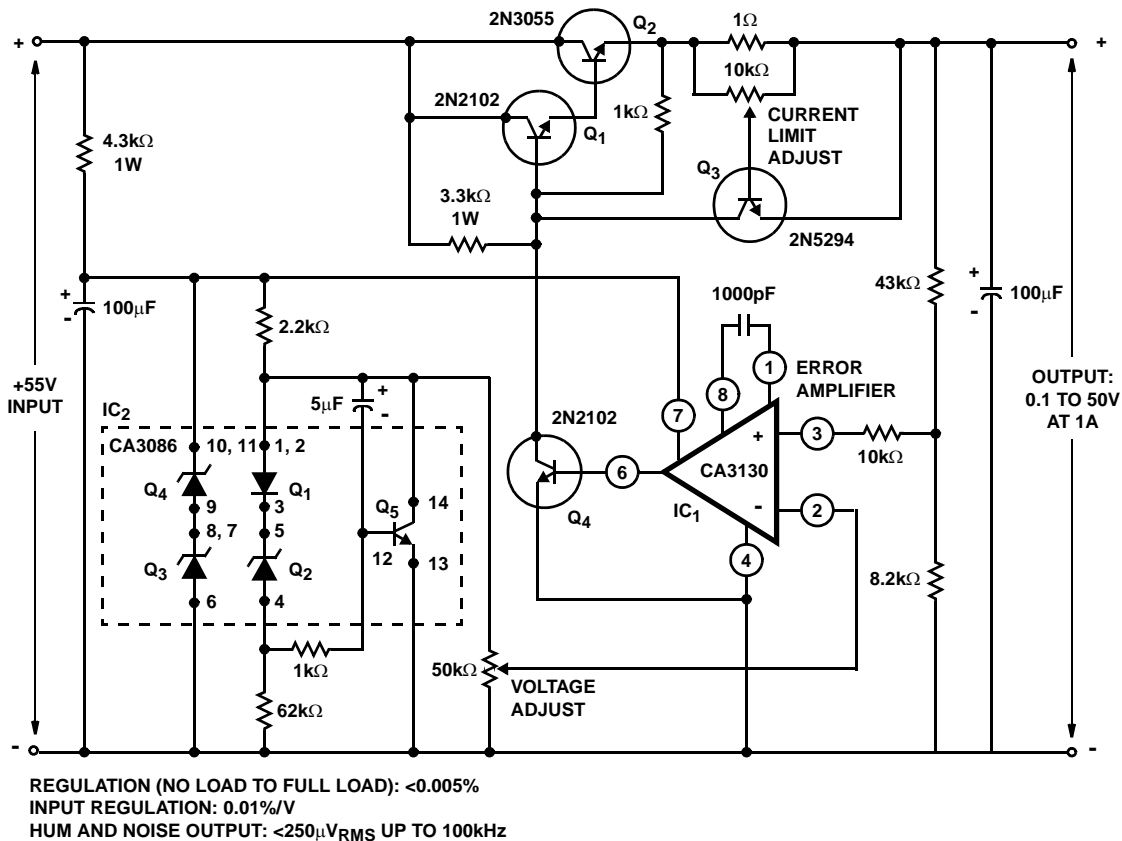 2N3055
Q2
1Ω
+
+
10kΩ
2N2102
Q1
1kΩ
CURRENT
LIMIT
ADJUST
4.3kΩ
1W
Q3
3.3kΩ
1W
2N5294
+
-
100μF
2.2kΩ
1000pF
43kΩ
+
-
100μF
+55V
INPUT
5μF
+
-
1
8
7
ERROR
AMPLIFIER
OUTPUT:
0.1 TO 50V
AT 1A
IC2
CA3086
10, 11
1, 2
2N2102
Q4
Q1
9
3
14
6
+
3
CA3130
10kΩ
8, 7
5
Q5
12
Q4
IC1
-
2
Q3
Q2
13
4
8.2kΩ
6
4
1kΩ
50kΩ
VOLTAGE
ADJUST
62kΩ
-
-
REGULATION (NO LOAD TO FULL LOAD): <0.005%
INPUT REGULATION: 0.01%/V
HUM AND NOISE OUTPUT: <250μVRMS UP TO 100kHz